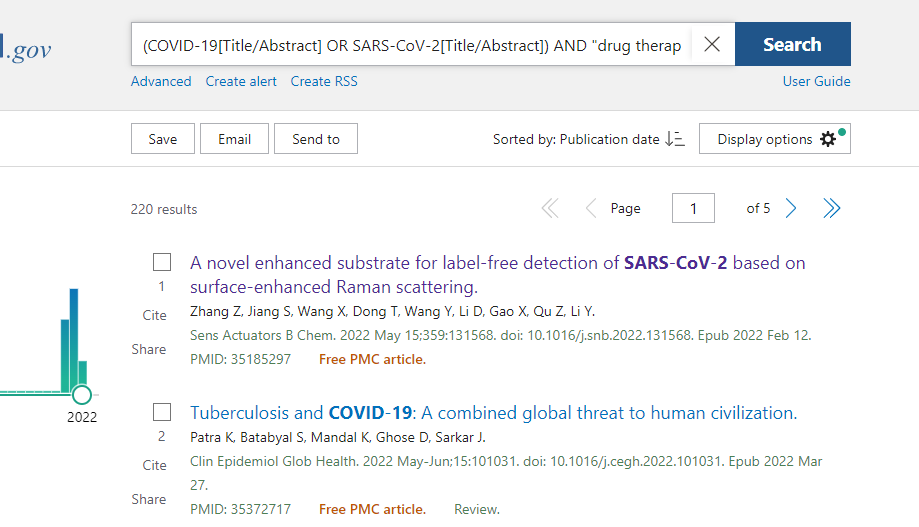 .gov
(COVID-19[Title/Abstract] OR SARS-CoV-2[Title/Abstract]) AND "drug therap
Search
Advanced Create alert Create RSS
User Guide
Save Email Send to
Sorted by: Publication date
Display options
220 results
Page 1 of 5
A novel enhanced substrate for label-free detection of SARS-CoV-2 based on
surface-enhanced Raman scattering.
1
Cite
Share
Zhang Z, Jiang S, Wang X, Dong T, Wang Y, Li D, Gao X, Qu Z, Li Y.
Sens Actuators B Chem. 2022 May 15;359:131568. doi: 10.1016/j.snb.2022.131568. Epub 2022 Feb 12.
PMID: 35185297 Free PMC article.
2022
Tuberculosis and COVID-19: A combined global threat to human civilization.
2
Cite
Share
Patra K, Batabyal S, Mandal K, Ghose D, Sarkar J.
Clin Epidemiol Glob Health. 2022 May-Jun;15:101031. doi: 10.1016/j.cegh.2022.101031. Epub 2022 Mar
27.
PMID: 35372717 Free PMC article. Review.